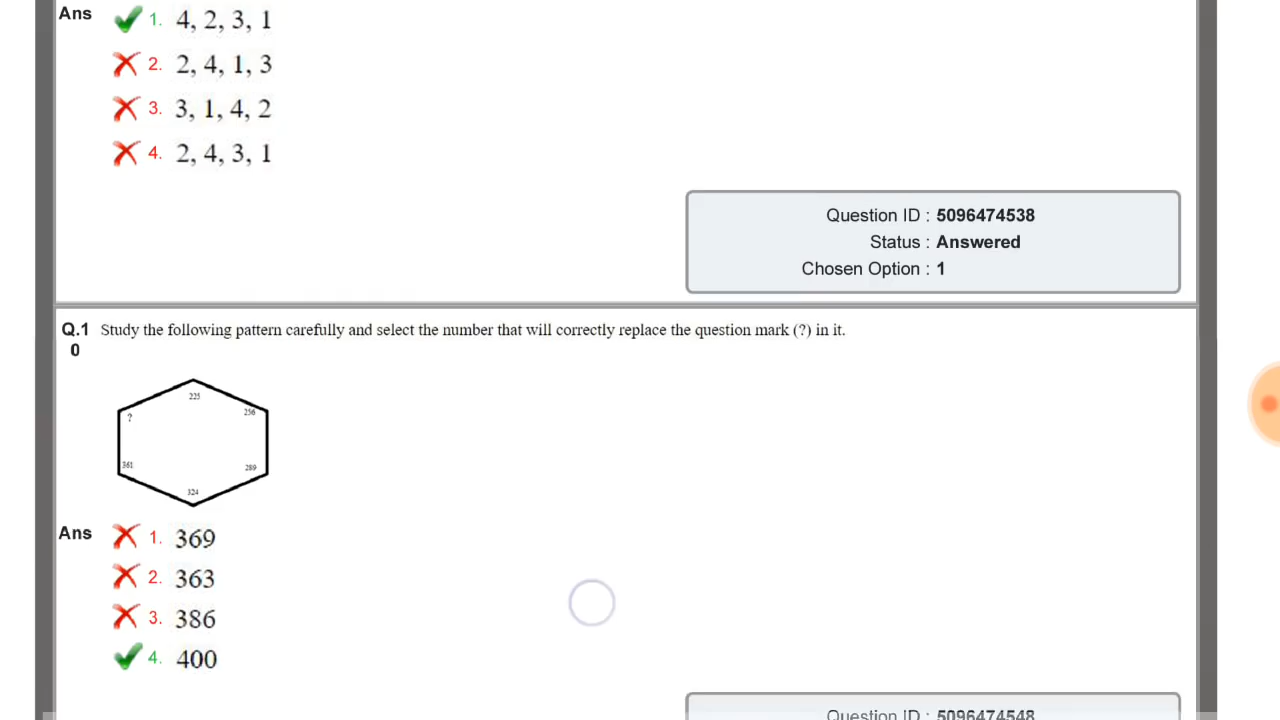 Ans
1. 4, 2, 3, 1
2. 2, 4, 1, 3
3. 3, 1, 4, 2
4. 2, 4, 3, 1
Question ID : 5096474538
Status : Answered
Chosen Option : 1
Q.1 Study the following pattern carefully and select the number that will correctly replace the question mark (?) in it.
0
225
? 256
361 289
324
Ans
1. 369
2. 363
3. 386
4. 400
Question ID : 5096474548